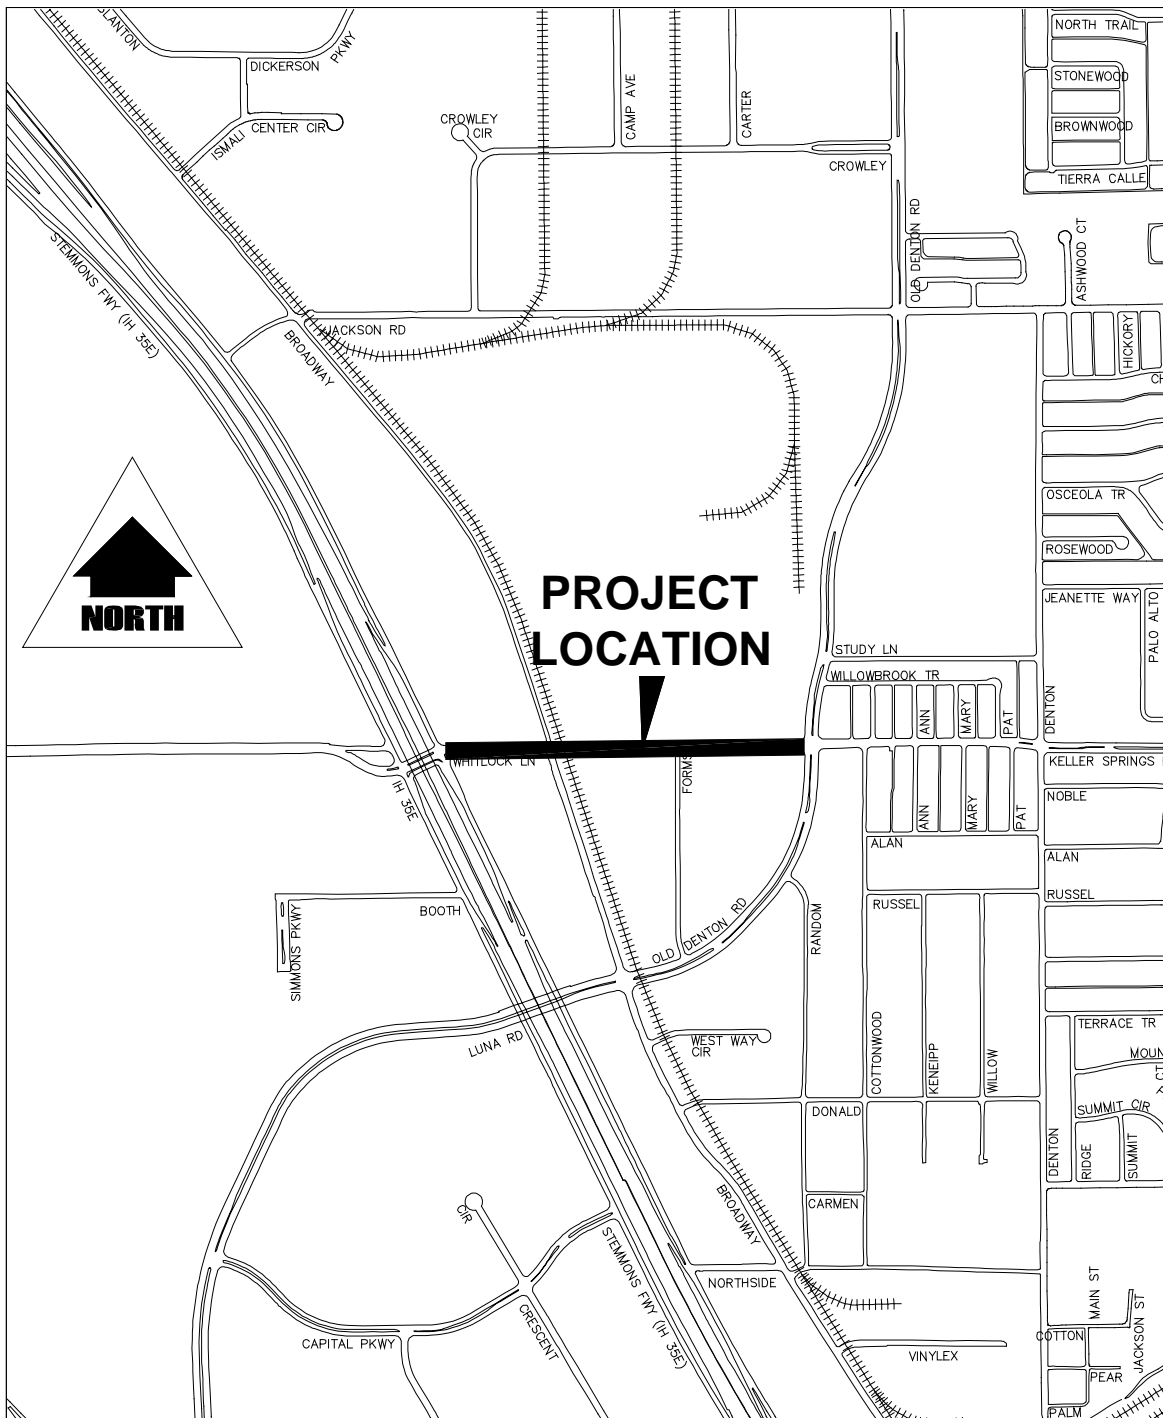 BLANTON
PKWY
DICKERSON
CENTER CIR
ISMALI
CROWLEY
CIR
CAMP AVE
CARTER
CROWLEY
OLD DENTON RD
NORTH TRAIL
STONEWOOD
BROWNWOOD
TIERRA CALLE
ASHWOOD CT
STEMMONS FWY (IH 35E)
BROADWAY
JACKSON RD
HICKORY
CH
OSCEOLA TR
ROSEWOOD
JEANETTE WAY
PALO ALTO
NORTH
PROJECT
LOCATION
STUDY LN
WILLOWBROOK TR
ANN
MARY
PAT
DENTON
WHITLOCK LN
FORMS
IH 35E
KELLER SPRINGS
NOBLE
ANN
MARY
PAT
ALAN
ALAN
RUSSEL
RUSSEL
BOOTH
SIMMONS PKWY
RANDOM
OLD DENTON RD
LUNA RD
WEST WAY
CIR
COTTONWOOD
KENEIPP
WILLOW
TERRACE TR
MOUN
CT
DONALD
SUMMIT CIR
DENTON
RIDGE
SUMMIT
CARMEN
BROADWAY
CIR
STEMMONS FWY (IH 35E)
NORTHSIDE
MAIN ST
JACKSON ST
CAPITAL PKWY
CRESCENT
VINYLEX
COTTON
PEAR
PALM